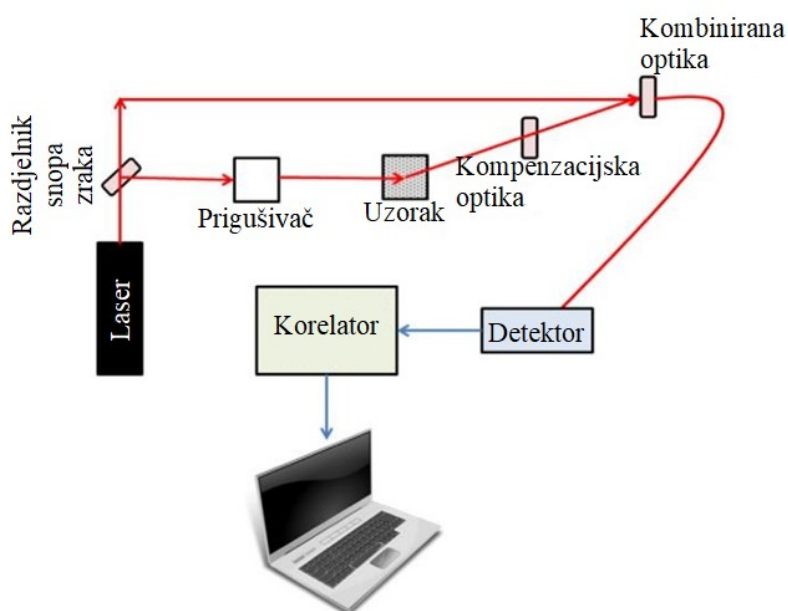 Kombinirana
optika
Razdjelnik
snopa
zraka
Kompenzacijska
optika
Prigušivač
Uzorak
Laser
Korelator
Detektor